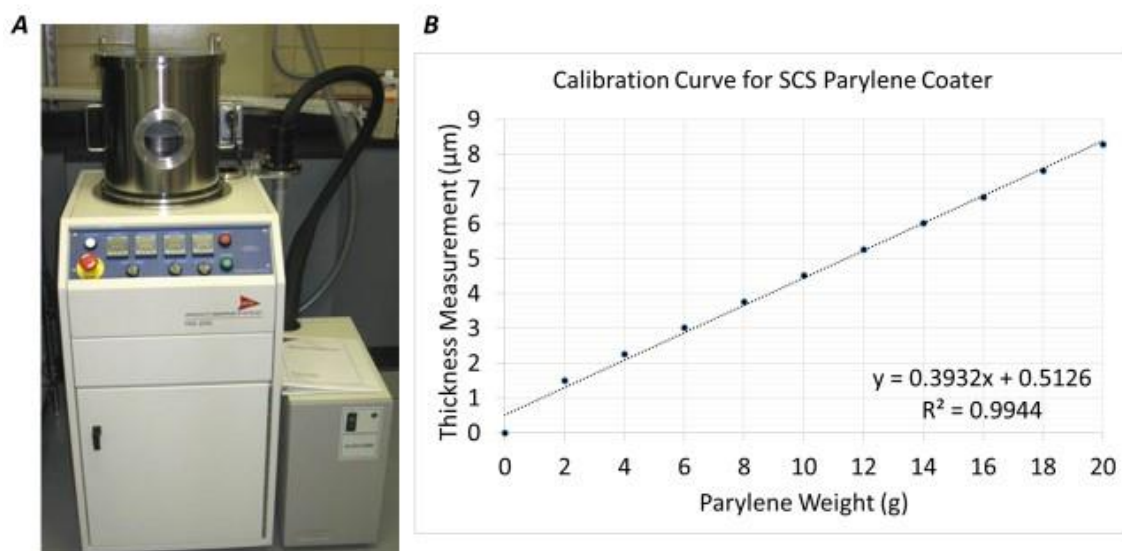 A
B
Calibration Curve for SCS Parylene Coater
Thickness Measurement (µm)
9
8
7
6
5
4
3
2
1
0
y = 0.3932x + 0.5126
R² = 0.9944
0 2 4 6 8 10 12 14 16 18 20
Parylene Weight (g)